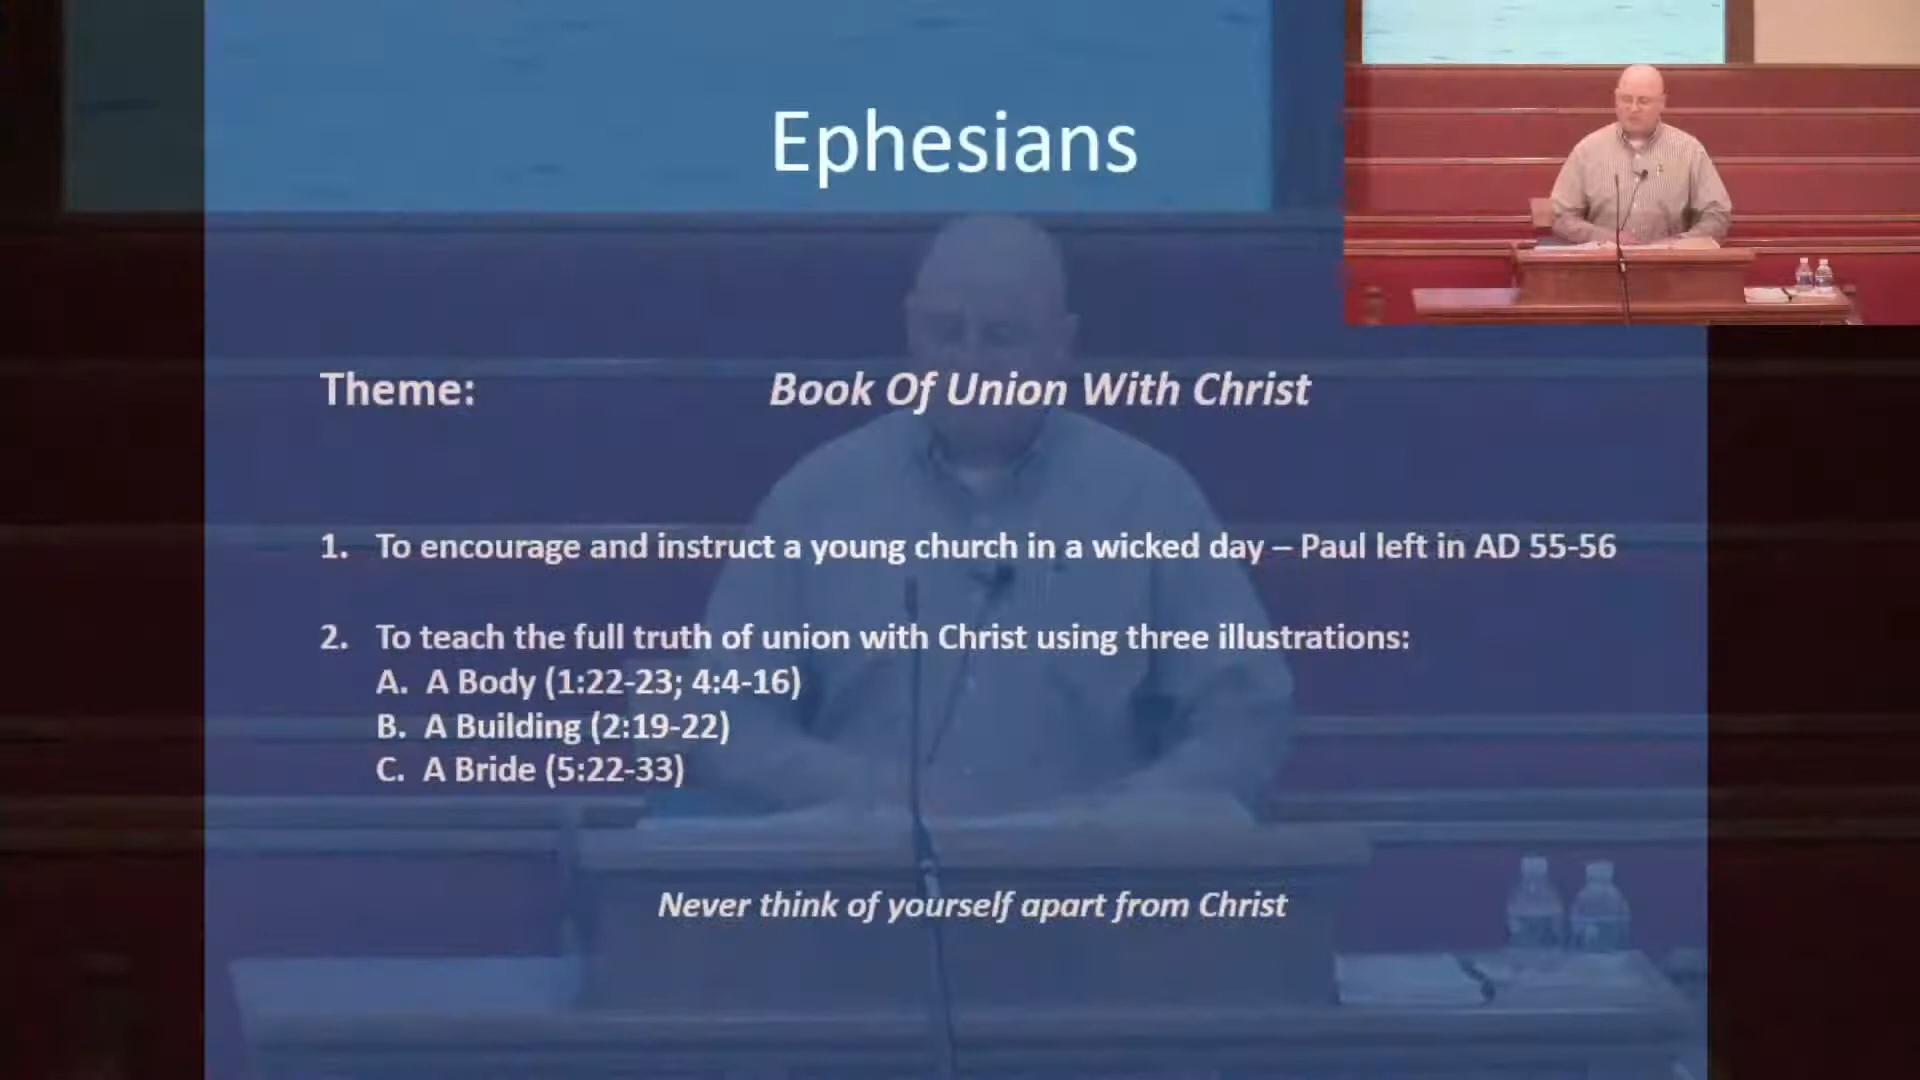 Ephesians
Theme: Book Of Union With Christ
1. To encourage and instruct a young church in a wicked day – Paul left in AD 55-56
2. To teach the full truth of union with Christ using three illustrations:
A. A Body (1:22-23; 4:4-16)
B. A Building (2:19-22)
C. A Bride (5:22-33)
Never think of yourself apart from Christ